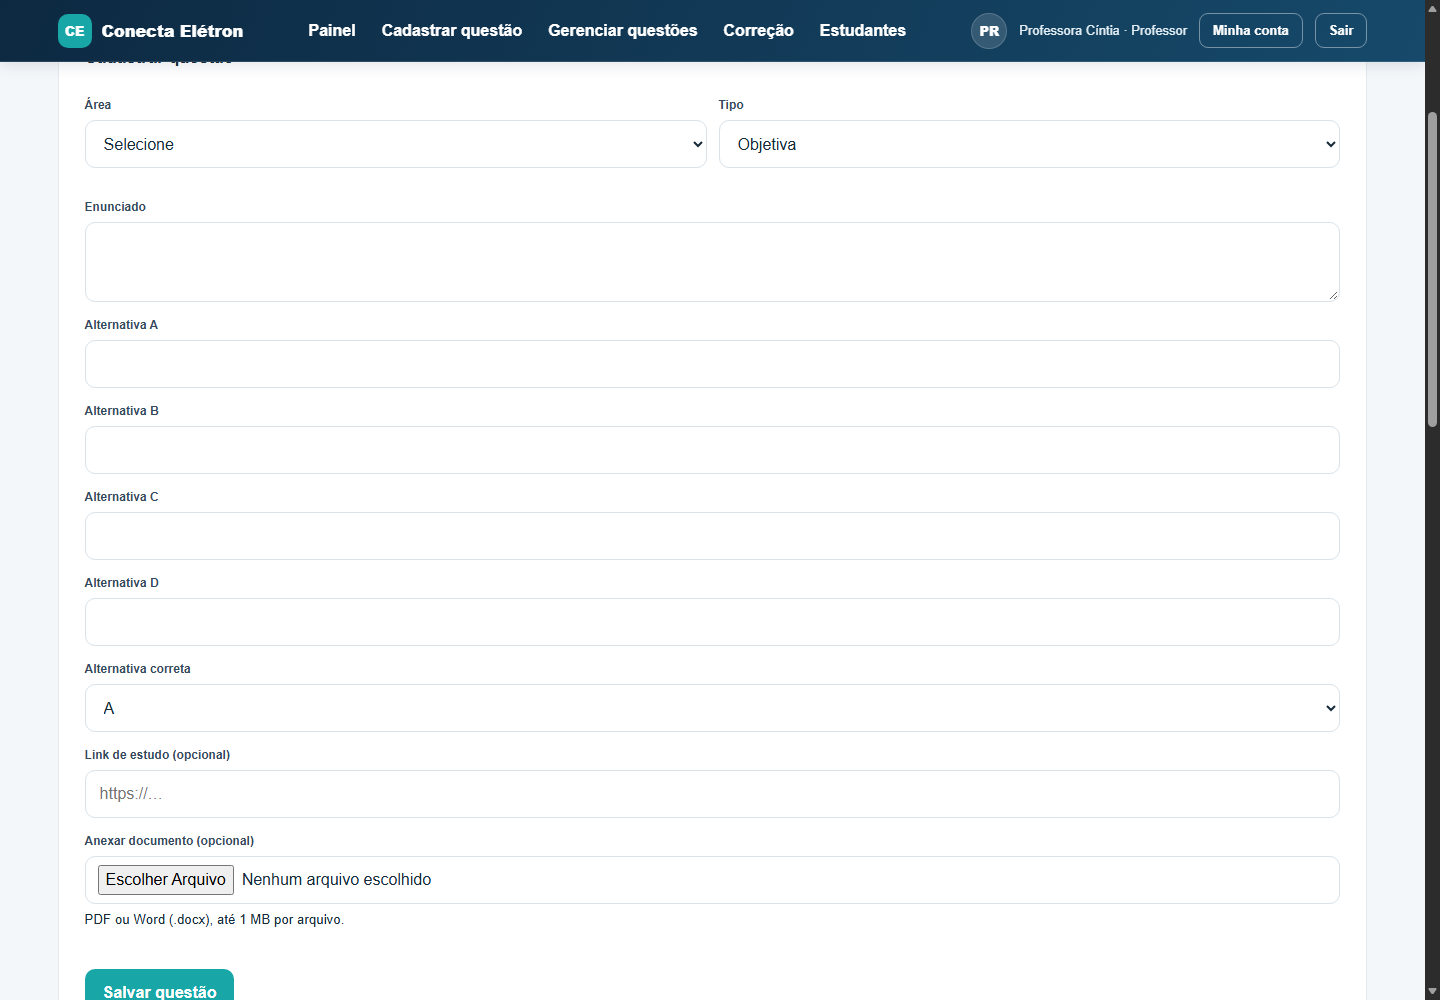 CE Conecta Elétron Painel Cadastrar questão Gerenciar questões Correção Estudantes PR Professora Cíntia · Professor Minha conta Sair
Cadastrar questão
Área Tipo
Selecione Objetiva
Enunciado
Alternativa A
Alternativa B
Alternativa C
Alternativa D
Alternativa correta
A
Link de estudo (opcional)
https://...
Anexar documento (opcional)
Escolher Arquivo Nenhum arquivo escolhido
PDF ou Word (.docx), até 1 MB por arquivo.
Salvar questão